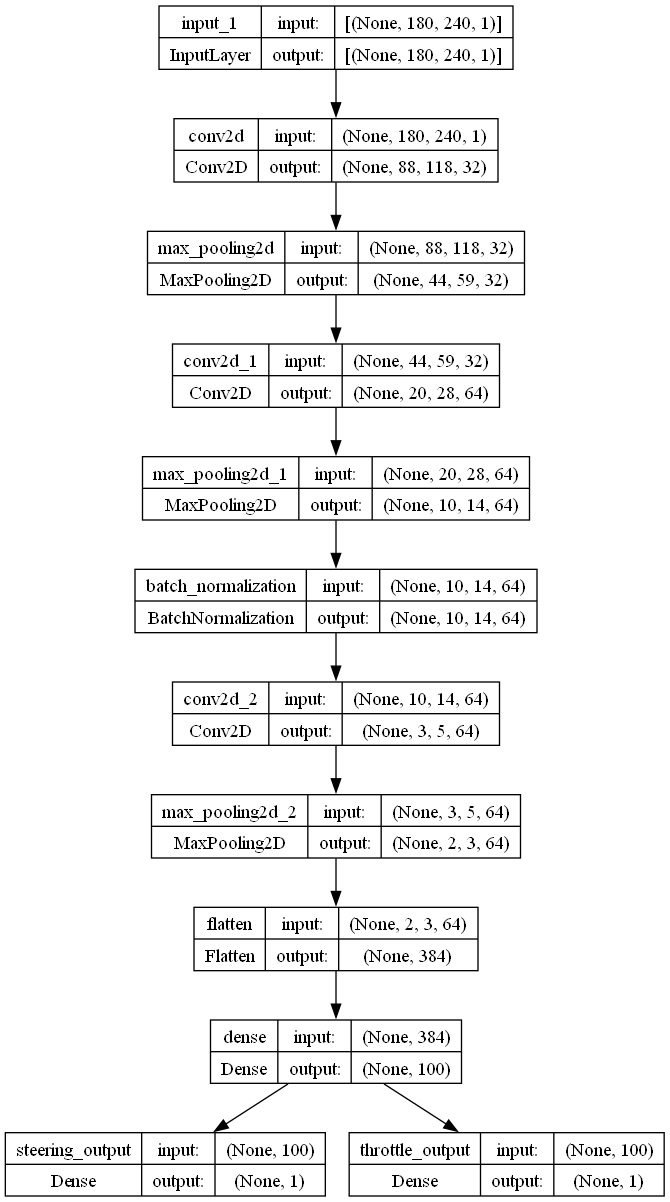 input_1 input: [(None, 180, 240, 1)]
InputLayer output: [(None, 180, 240, 1)]
conv2d input: (None, 180, 240, 1)
Conv2D output: (None, 88, 118, 32)
max_pooling2d input: (None, 88, 118, 32)
MaxPooling2D output: (None, 44, 59, 32)
conv2d_1 input: (None, 44, 59, 32)
Conv2D output: (None, 20, 28, 64)
max_pooling2d_1 input: (None, 20, 28, 64)
MaxPooling2D output: (None, 10, 14, 64)
batch_normalization input: (None, 10, 14, 64)
BatchNormalization output: (None, 10, 14, 64)
conv2d_2 input: (None, 10, 14, 64)
Conv2D output: (None, 3, 5, 64)
max_pooling2d_2 input: (None, 3, 5, 64)
MaxPooling2D output: (None, 2, 3, 64)
flatten input: (None, 2, 3, 64)
Flatten output: (None, 384)
dense input: (None, 384)
Dense output: (None, 100)
steering_output input: (None, 100)
Dense output: (None, 1)
throttle_output input: (None, 100)
Dense output: (None, 1)